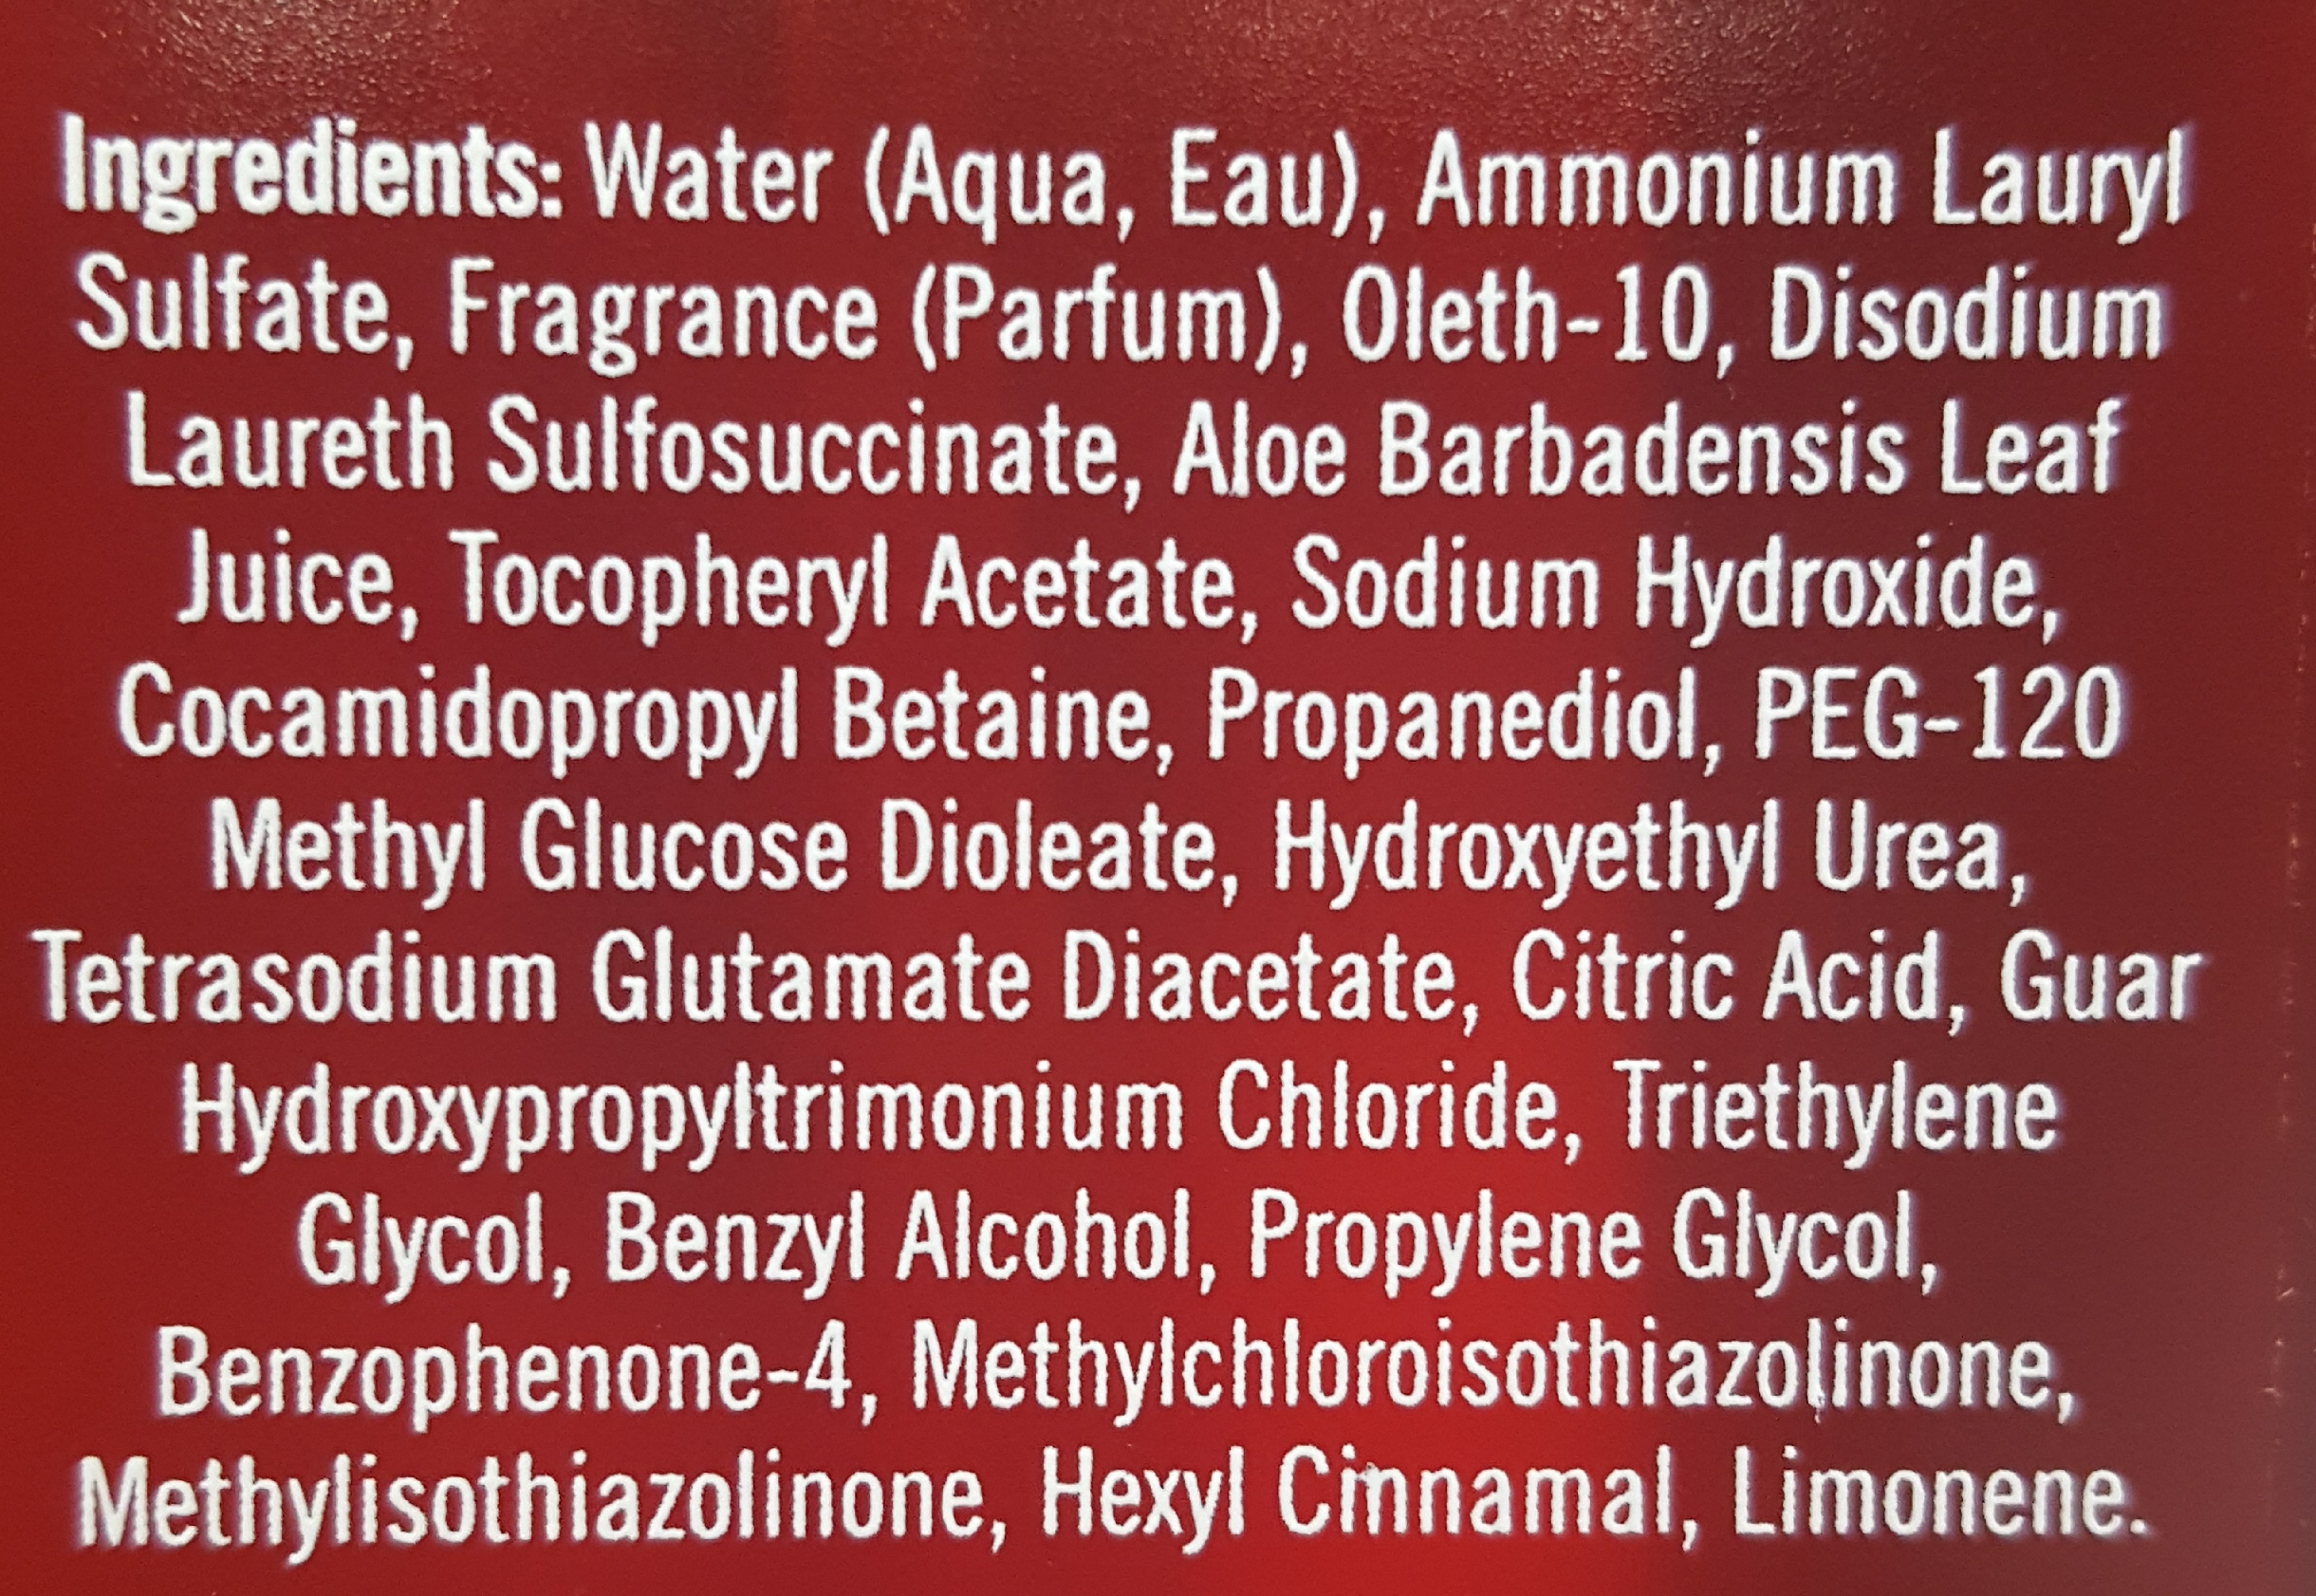 Ingredients: Water (Aqua, Eau), Ammonium Lauryl
Sulfate, Fragrance (Parfum), Oleth-10, Disodium
Laureth Sulfosuccinate, Aloe Barbadensis Leaf
Juice, Tocopheryl Acetate, Sodium Hydroxide,
Cocamidopropyl Betaine, Propanediol, PEG-120
Methyl Glucose Dioleate, Hydroxyethyl Urea,
Tetrasodium Glutamate Diacetate, Citric Acid, Guar
Hydroxypropyltrimonium Chloride, Triethylene
Glycol, Benzyl Alcohol, Propylene Glycol,
Benzophenone-4, Methylchloroisothiazolinone,
Methylisothiazolinone, Hexyl Cinnamal, Limonene.